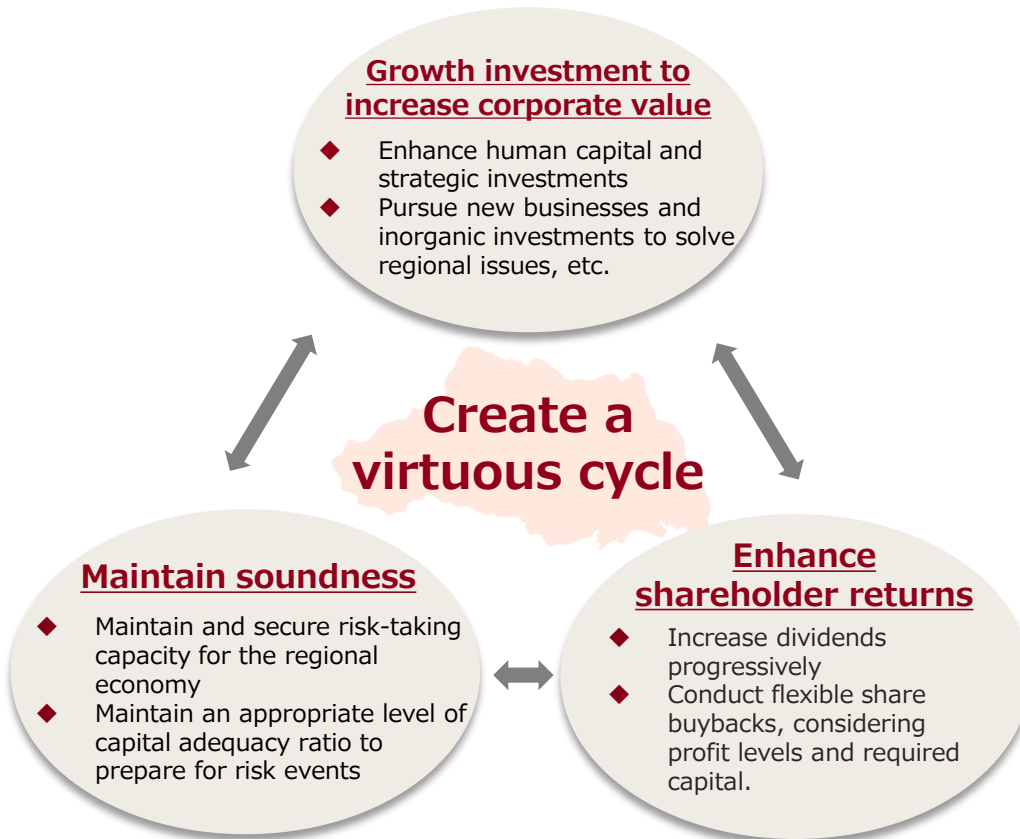 Growth investment to
increase corporate value
◆ Enhance human capital and
strategic investments
◆ Pursue new businesses and
inorganic investments to solve
regional issues, etc.
Create a
virtuous cycle
Maintain soundness
◆ Maintain and secure risk-taking
capacity for the regional
economy
◆ Maintain an appropriate level of
capital adequacy ratio to
prepare for risk events
Enhance
shareholder returns
◆ Increase dividends
progressively
◆ Conduct flexible share
buybacks, considering
profit levels and required
capital.